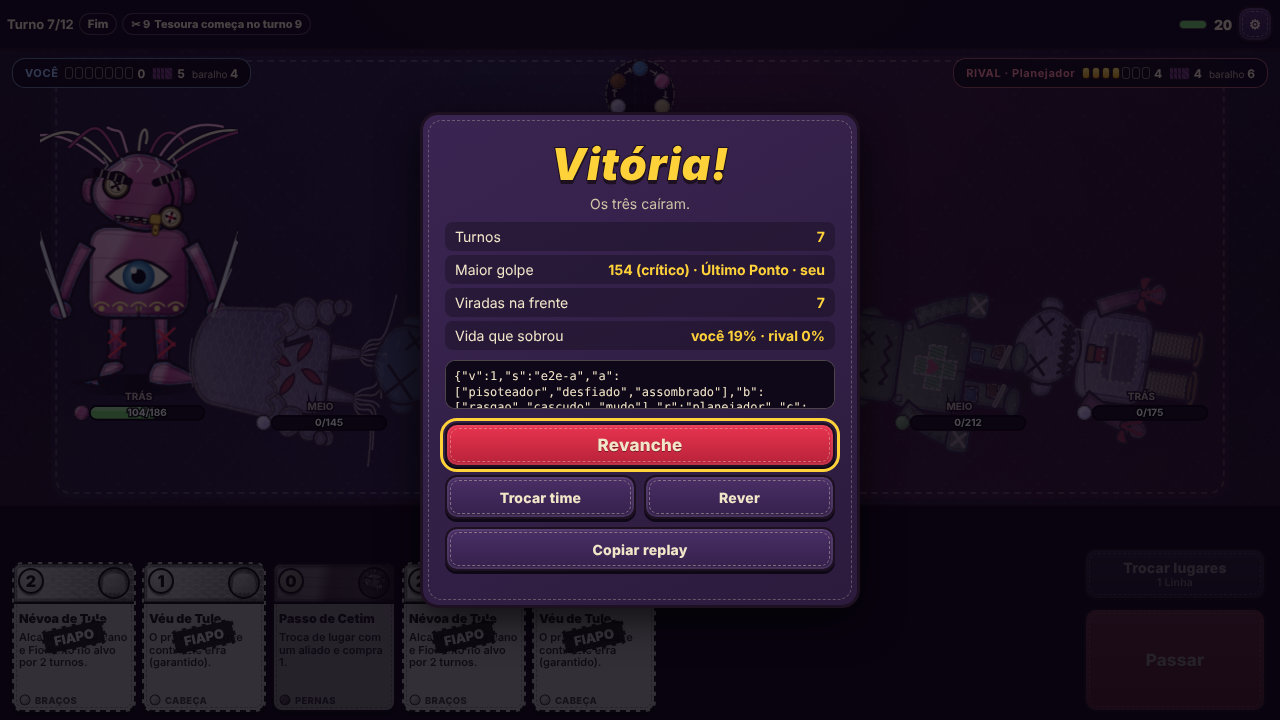 Turno 7/12
Fim
✂ 9 Tesoura começa no turno 9
20
VOCÊ 0 5 baralho 4
RIVAL · Planejador 4 4 baralho 6
Vitória!
Os três caíram.
Turnos 7
Maior golpe 154 (crítico) · Último Ponto · seu
Viradas na frente 7
Vida que sobrou você 19% · rival 0%
{"v":1,"s":"e2e-a","a":
["pisoteador","desfiado","assombrado"],"b":
["rasgao","cascudo","mudo"],"r":"planejador","c":
Revanche
Trocar time
Rever
Copiar replay
TRÁS
104/186
MEIO
0/145
MEIO
0/212
TRÁS
0/175
2
Névoa de Tule
FIAPO
por 2 turnos.
BRAÇOS
1
Véu de Tule
FIAPO
(garantido).
CABEÇA
0
Passo de Cetim
Troca de lugar com
um aliado e compra
1.
PERNAS
Névoa de Tule
FIAPO
por 2 turnos.
BRAÇOS
Véu de Tule
FIAPO
(garantido).
CABEÇA
Trocar lugares
1 Linha
Passar